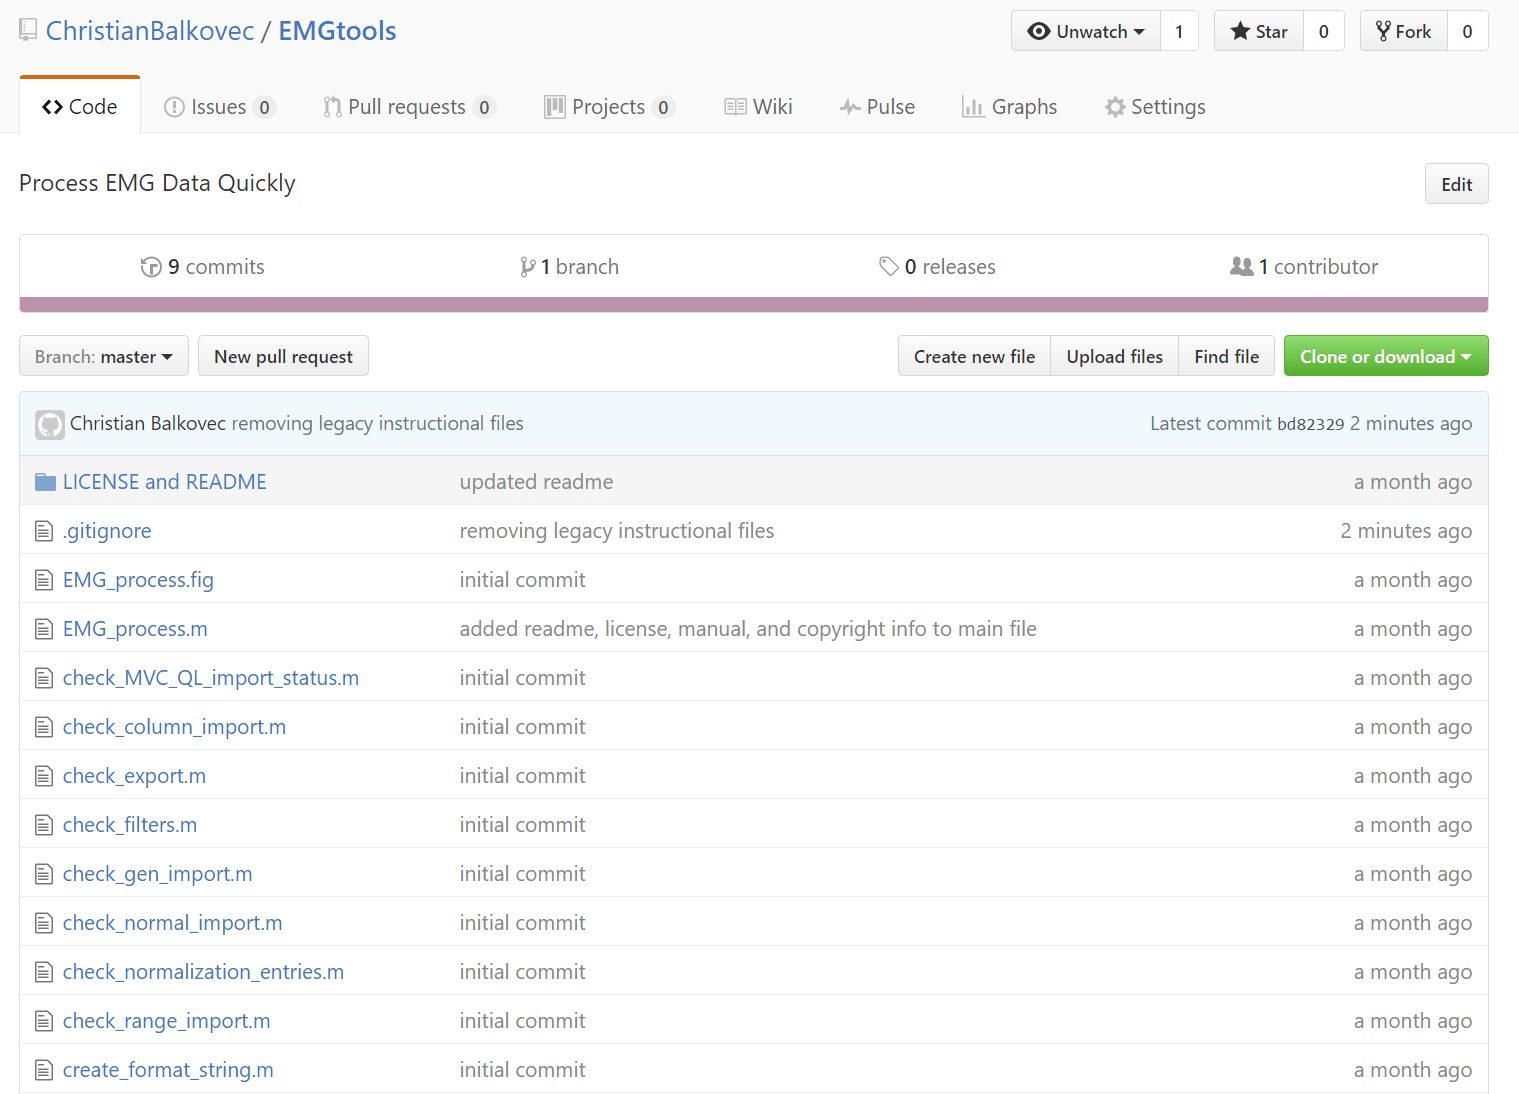 ChristianBalkovec / EMGtools Unwatch 1 Star 0 Fork 0
Code Issues 0 Pull requests 0 Projects 0 Wiki Pulse Graphs Settings
Process EMG Data Quickly Edit
9 commits 1 branch 0 releases 1 contributor
Branch: master New pull request Create new file Upload files Find file Clone or download
Christian Balkovec removing legacy instructional files Latest commit bd82329 2 minutes ago
LICENSE and README updated readme a month ago
.gitignore removing legacy instructional files 2 minutes ago
EMG_process.fig initial commit a month ago
EMG_process.m added readme, license, manual, and copyright info to main file a month ago
check_MVC_QL_import_status.m initial commit a month ago
check_column_import.m initial commit a month ago
check_export.m initial commit a month ago
check_filters.m initial commit a month ago
check_gen_import.m initial commit a month ago
check_normal_import.m initial commit a month ago
check_normalization_entries.m initial commit a month ago
check_range_import.m initial commit a month ago
create_format_string.m initial commit a month ago